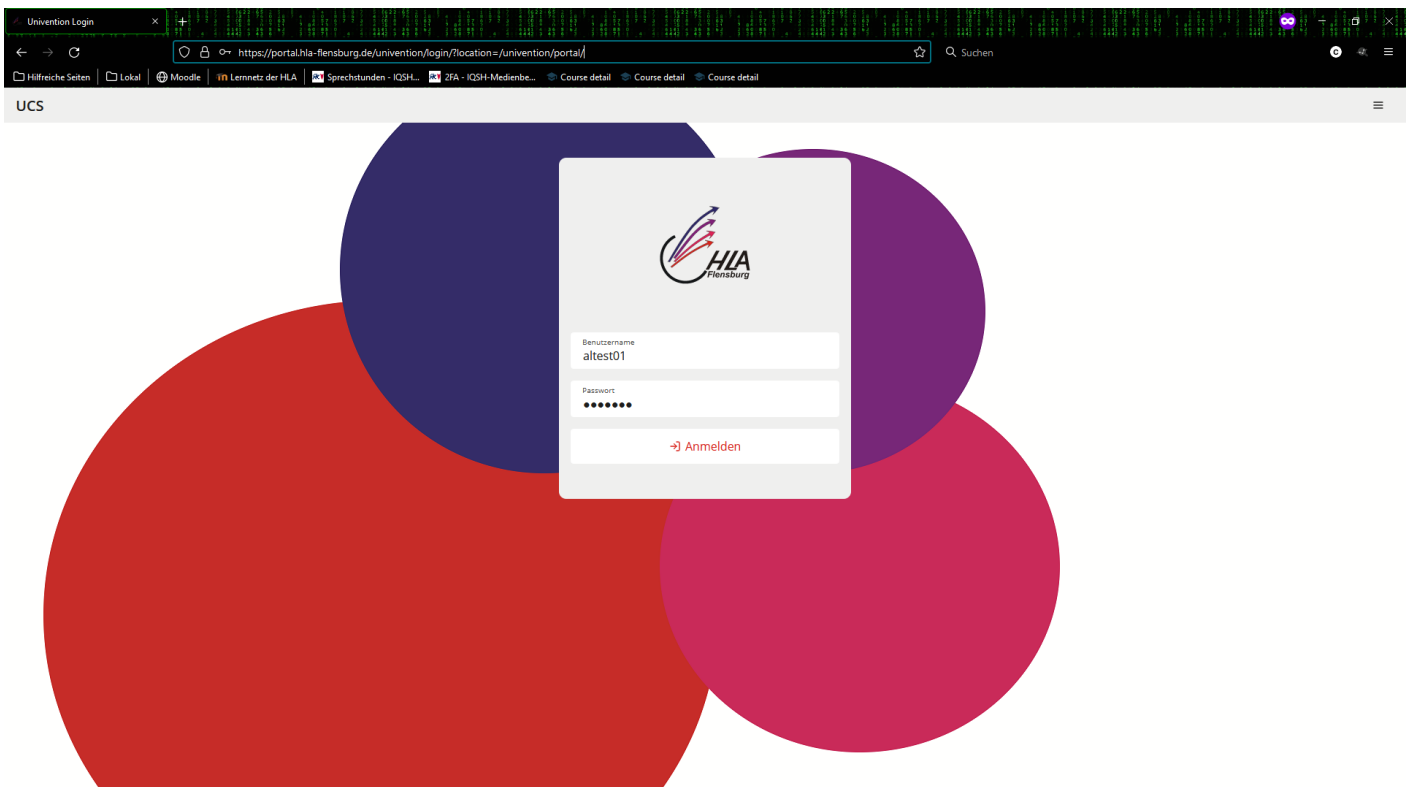 Univention Login
https://portal.hla-flensburg.de/univention/login/?location=/univention/portal/
Suchen
Hilfreiche Seiten
Lokal
Moodle
Lernnetz der HLA
Sprechstunden - IQSH...
2FA - IQSH-Medienbe...
Course detail
Course detail
Course detail
UCS
HLA
Flensburg
Benutzername
altest01
Passwort
•••••••
Anmelden